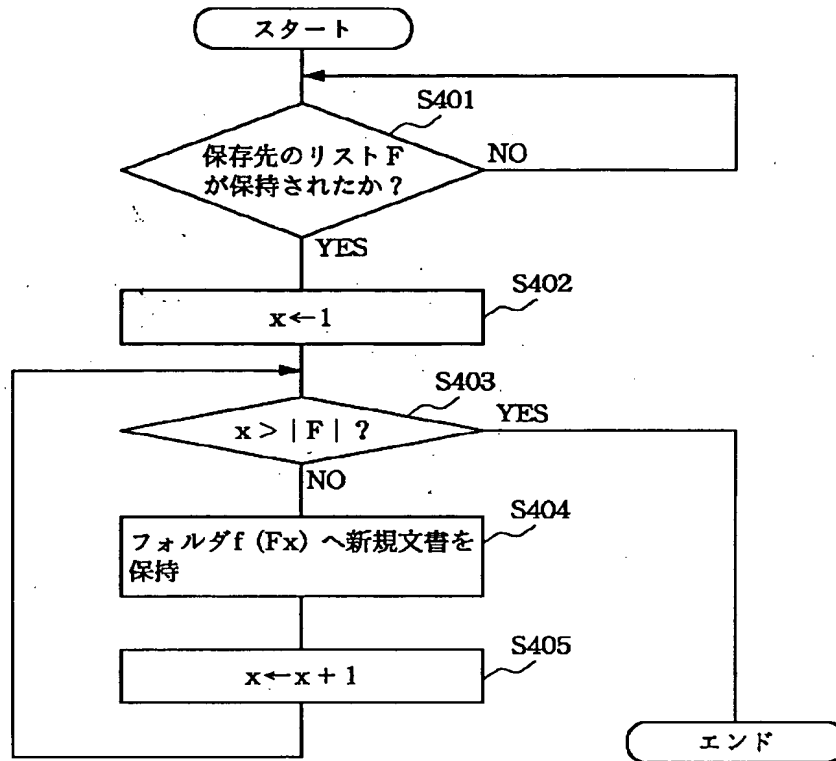 スタート
S401
保存先のリストF
が保持されたか?
NO
YES
S402
x←1
S403
x>|F|?
YES
NO
S404
フォルダf(Fx)へ新規文書を
保持
S405
x←x+1
エンド